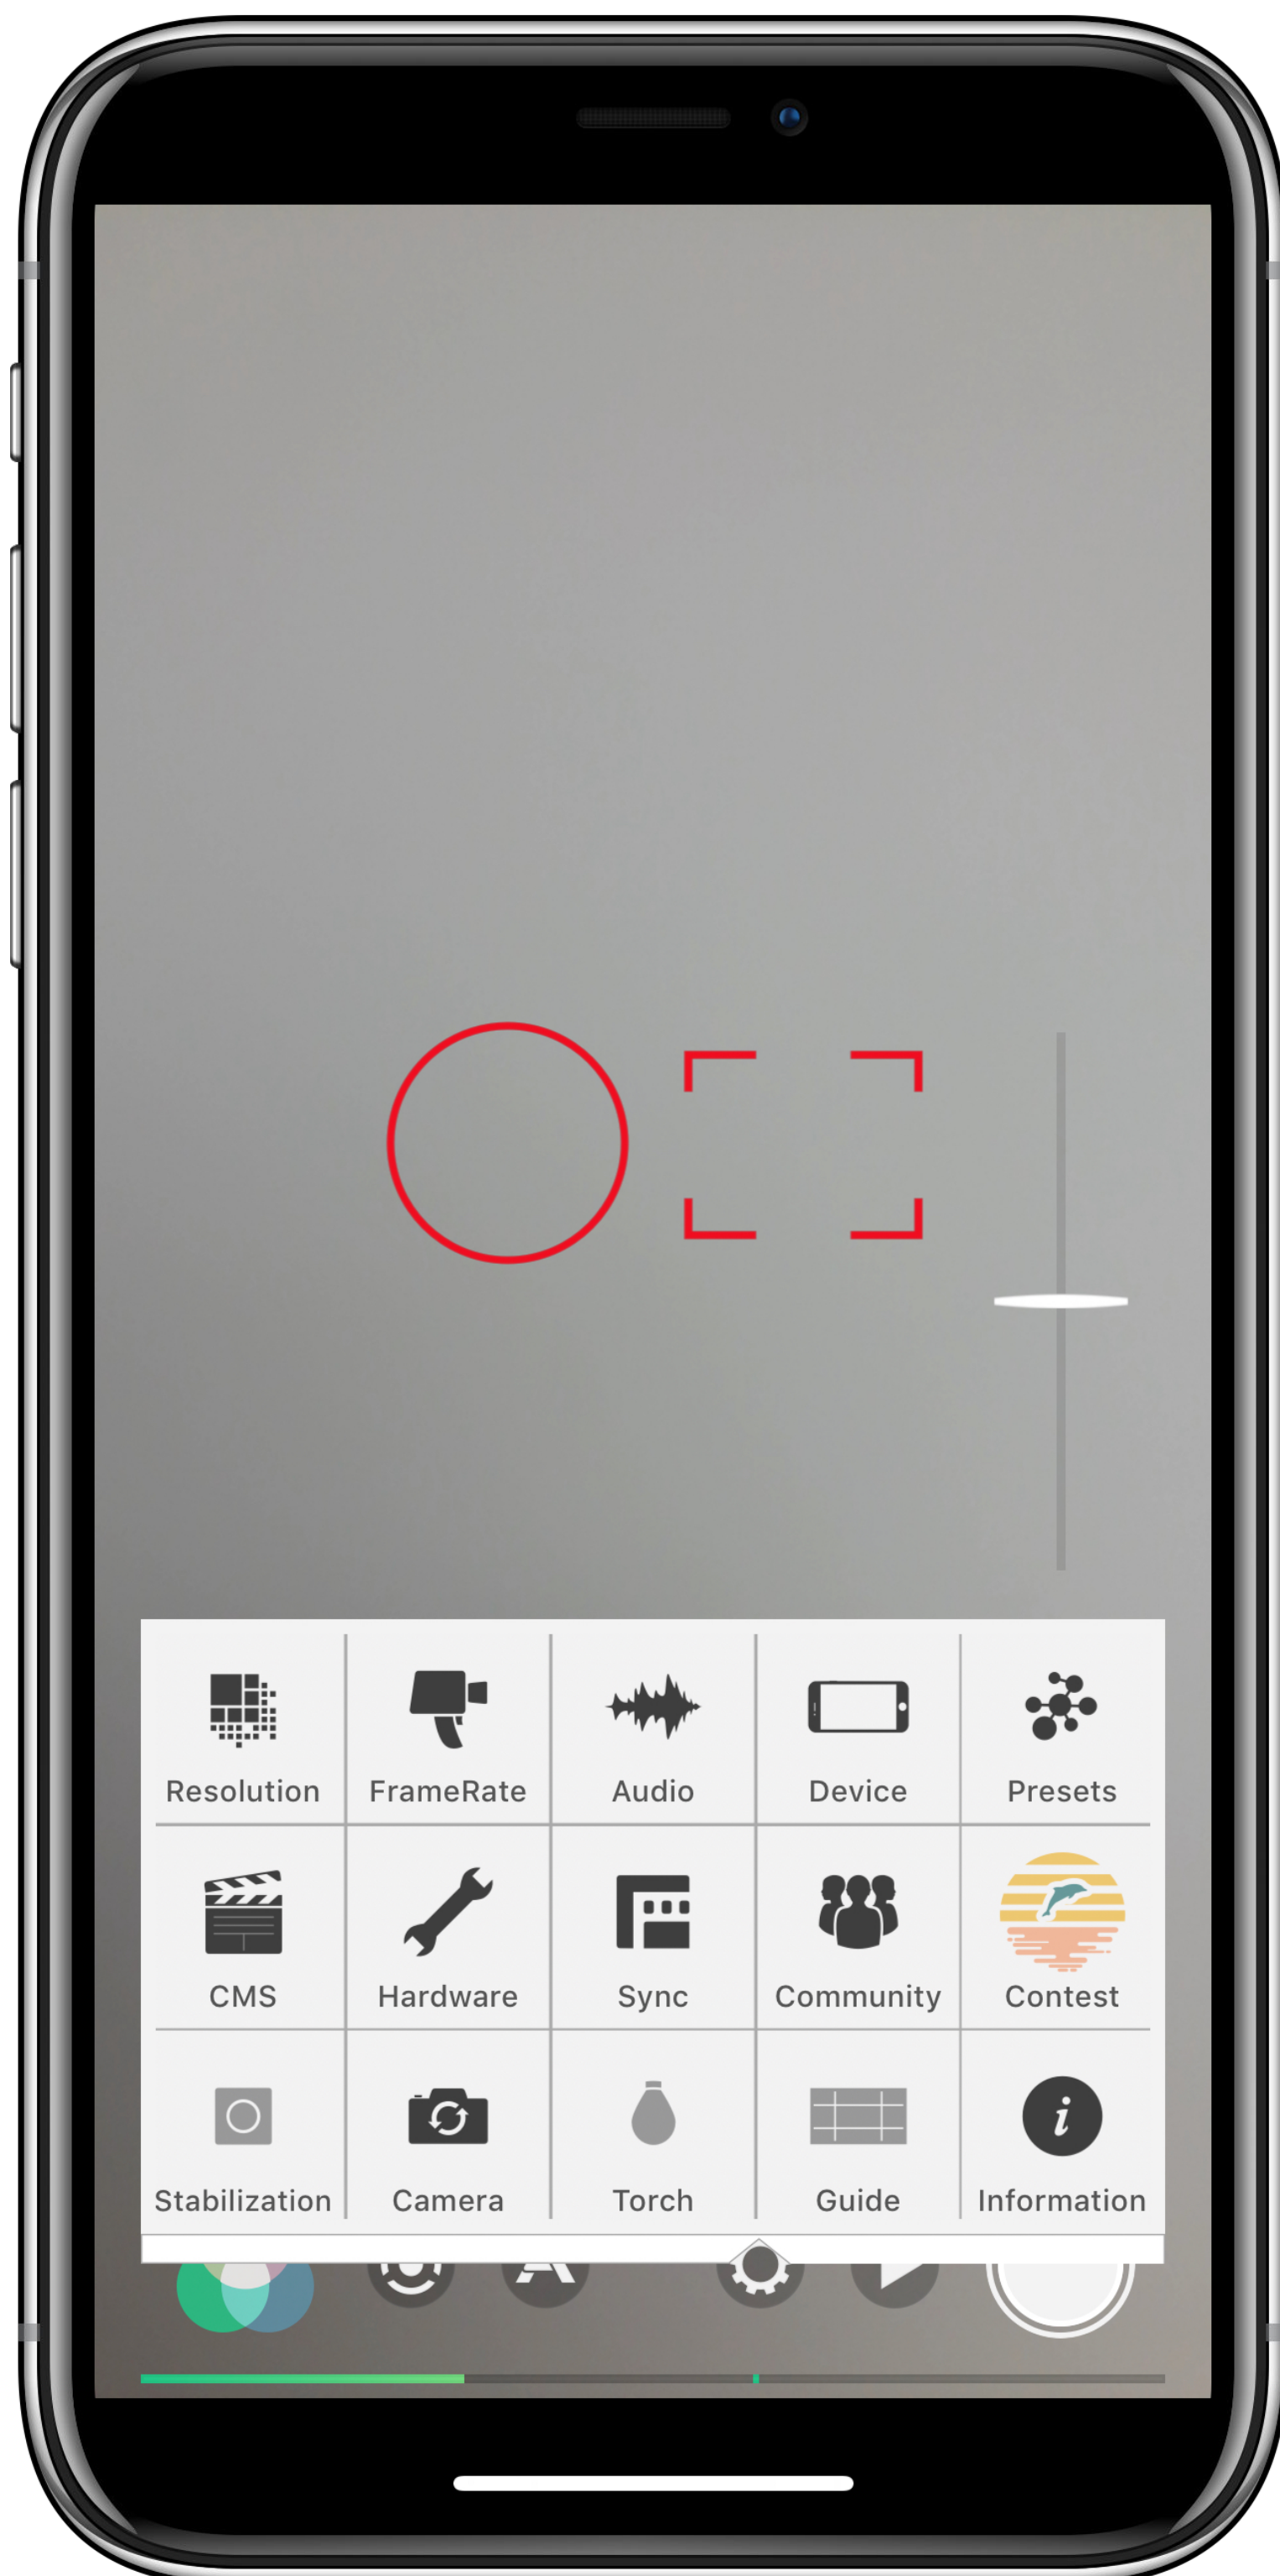 Resolution FrameRate Audio Device Presets
CMS Hardware Sync Community Contest
Stabilization Camera Torch Guide Information